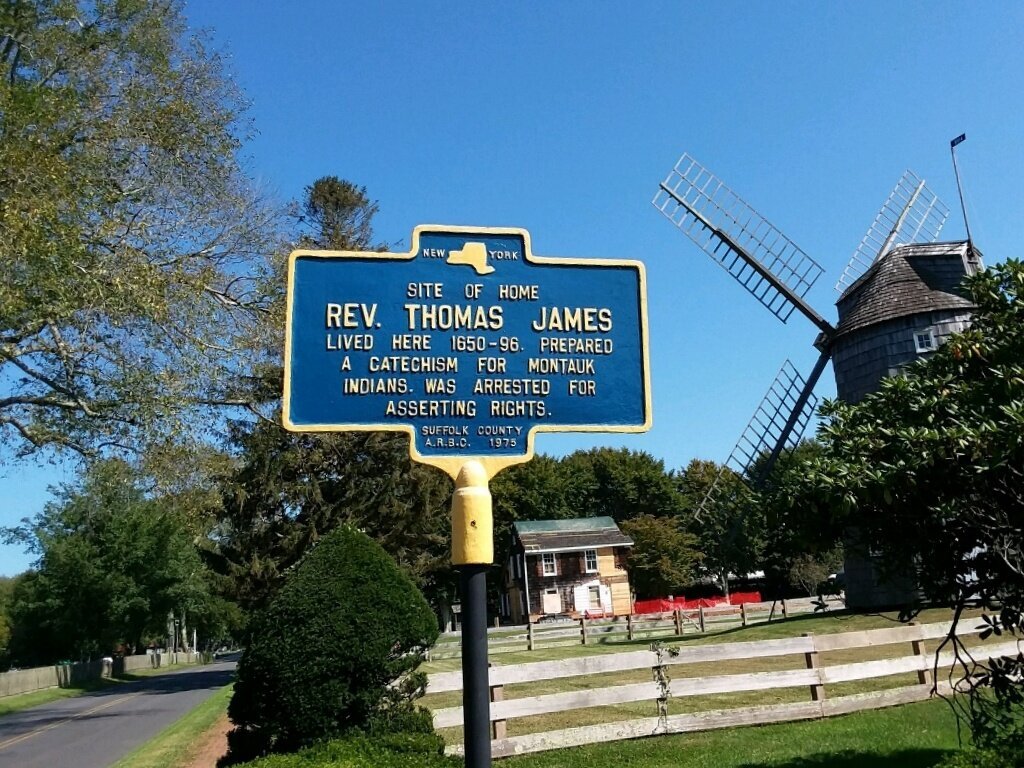 NEW YORK
SITE OF HOME
REV. THOMAS JAMES
LIVED HERE 1650-96. PREPARED
A CATECHISM FOR MONTAUK
INDIANS. WAS ARRESTED FOR
ASSERTING RIGHTS.
SUFFOLK COUNTY
A.R.B.C. 1975